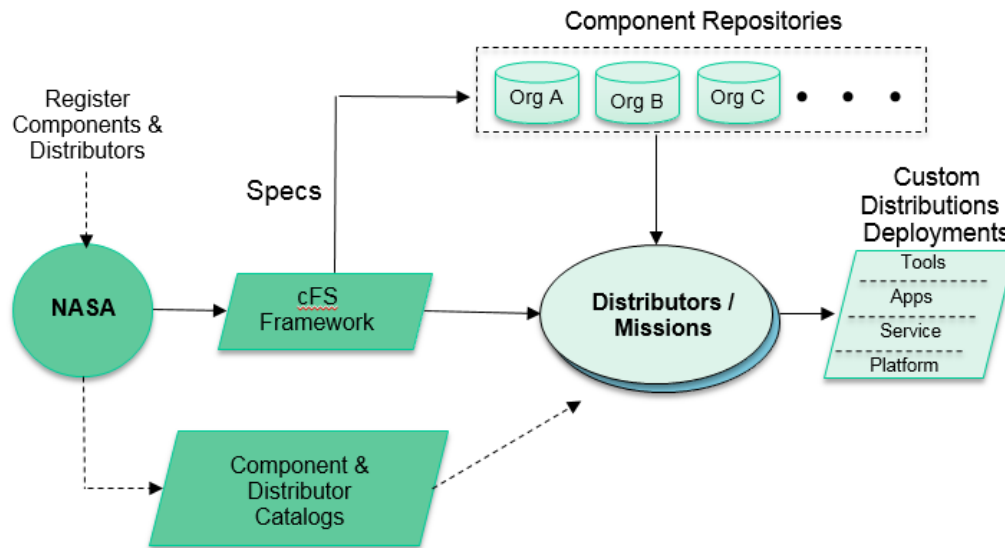 Component Repositories
Org A
Org B
Org C
Register
Components &
Distributors
Specs
Custom
Distributions
Deployments
NASA
cFS
Framework
Distributors /
Missions
Tools
Apps
Service
Platform
Component &
Distributor
Catalogs